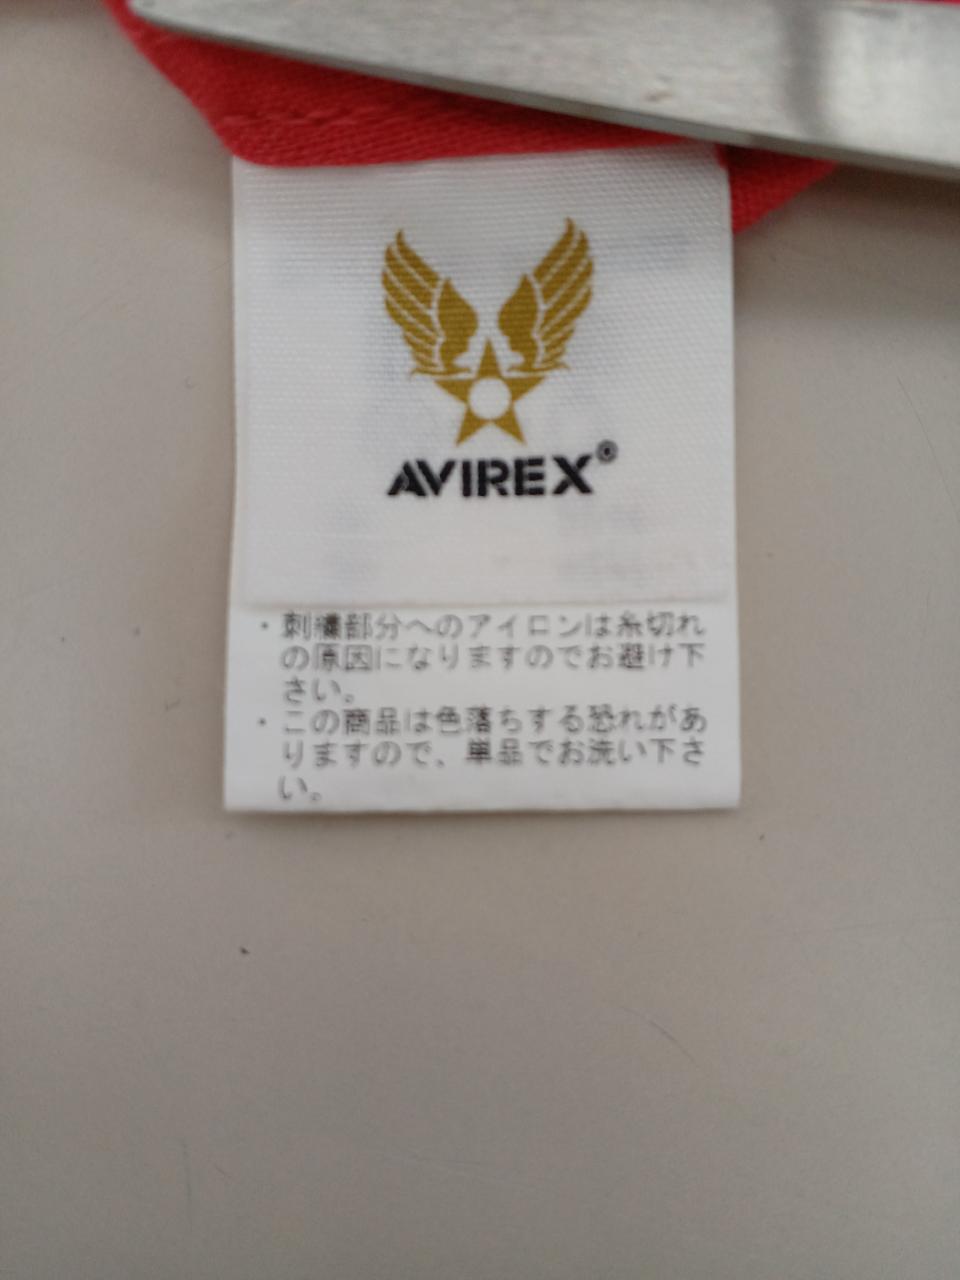 AVIREX®
・刺繍部分へのアイロンは糸切れ
の原因になりますのでお避け下
さい。
・この商品は色落ちする恐れがあ
りますので、単品でお洗い下さ
い。